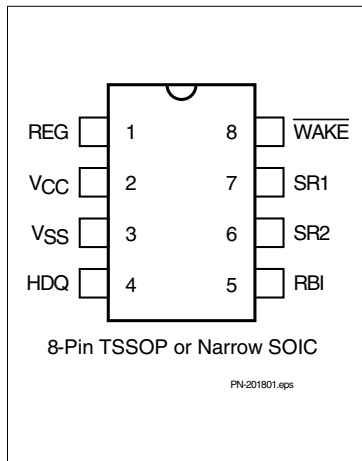 REG 1 8 WAKE
VCC 2 7 SR1
VSS 3 6 SR2
HDQ 4 5 RBI
8-Pin TSSOP or Narrow SOIC
PN-201801.eps